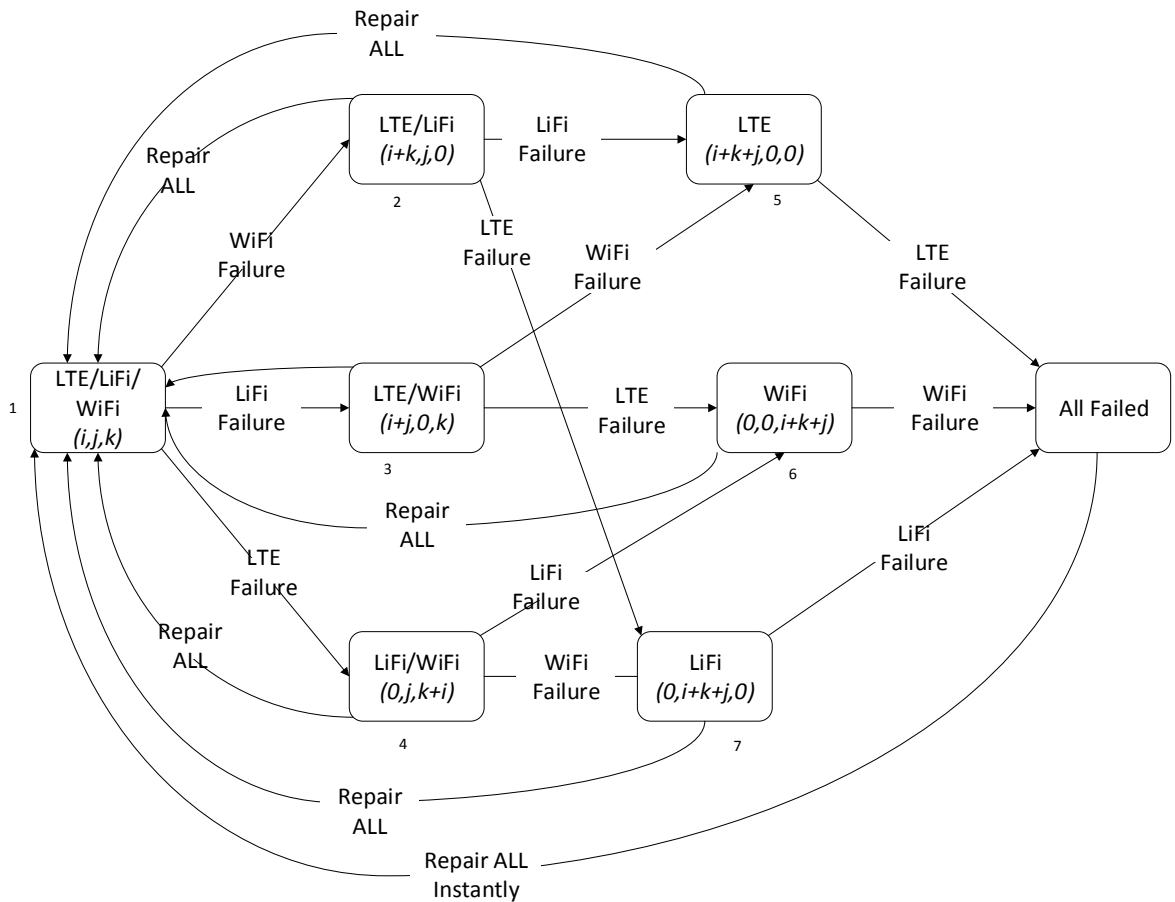 Repair
ALL
LTE/LiFi
(i+k,j,0)
2
LiFi
Failure
LTE
(i+k+j,0,0)
5
Repair
ALL
WiFi
Failure
LTE
Failure
WiFi
Failure
LTE
Failure
1
LTE/LiFi/
WiFi
(i,j,k)
LiFi
Failure
LTE/WiFi
(i+j,0,k)
3
LTE
Failure
WiFi
(0,0,i+k+j)
6
WiFi
Failure
All Failed
Repair
ALL
LTE
Failure
LiFi
Failure
LiFi
Failure
Repair
ALL
LiFi/WiFi
(0,j,k+i)
4
WiFi
Failure
LiFi
(0,i+k+j,0)
7
Repair
ALL
Repair ALL
Instantly